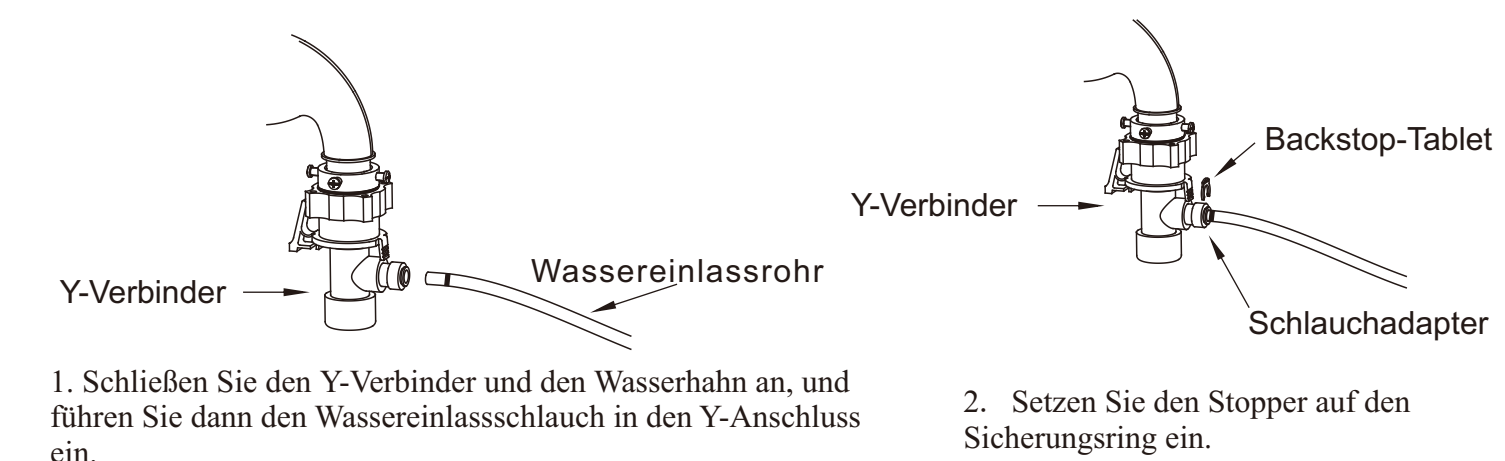 Y-Verbinder
Wassereinlassrohr
1. Schließen Sie den Y-Verbinder und den Wasserhahn an, und
führen Sie dann den Wassereinlassschlauch in den Y-Anschluss
ein.
Backstop-Tablet
Y-Verbinder
Schlauchadapter
2. Setzen Sie den Stopper auf den
Sicherungsring ein.